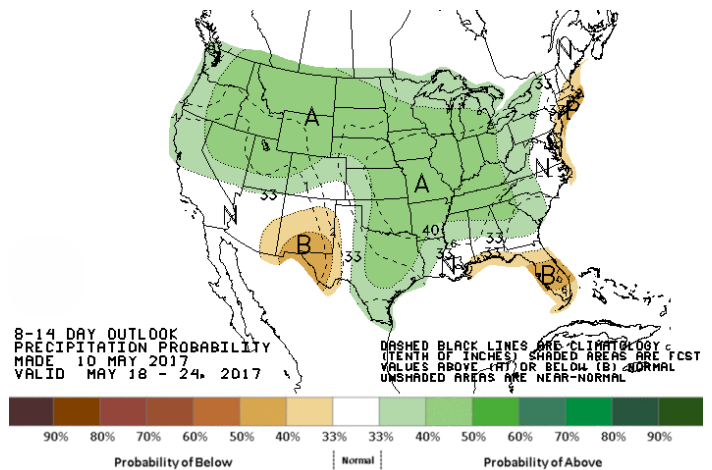 N
33
A
33
B
N
A
33
N
40
33
N
B
33
33
N
B
8-14 DAY OUTLOOK
PRECIPITATION PROBABILITY
MADE 10 MAY 2017
VALID MAY 18 - 24, 2017
DASHED BLACK LINES ARE CLIMATOLOGY
(TENTH OF INCHES) SHADED AREAS ARE FCST
VALUES ABOVE (A) OR BELOW (B) NORMAL
UNSHADED AREAS ARE NEAR-NORMAL
90% 80% 70% 60% 50% 40% 33% 33% 40% 50% 60% 70% 80% 90%
Probability of Below Normal Probability of Above